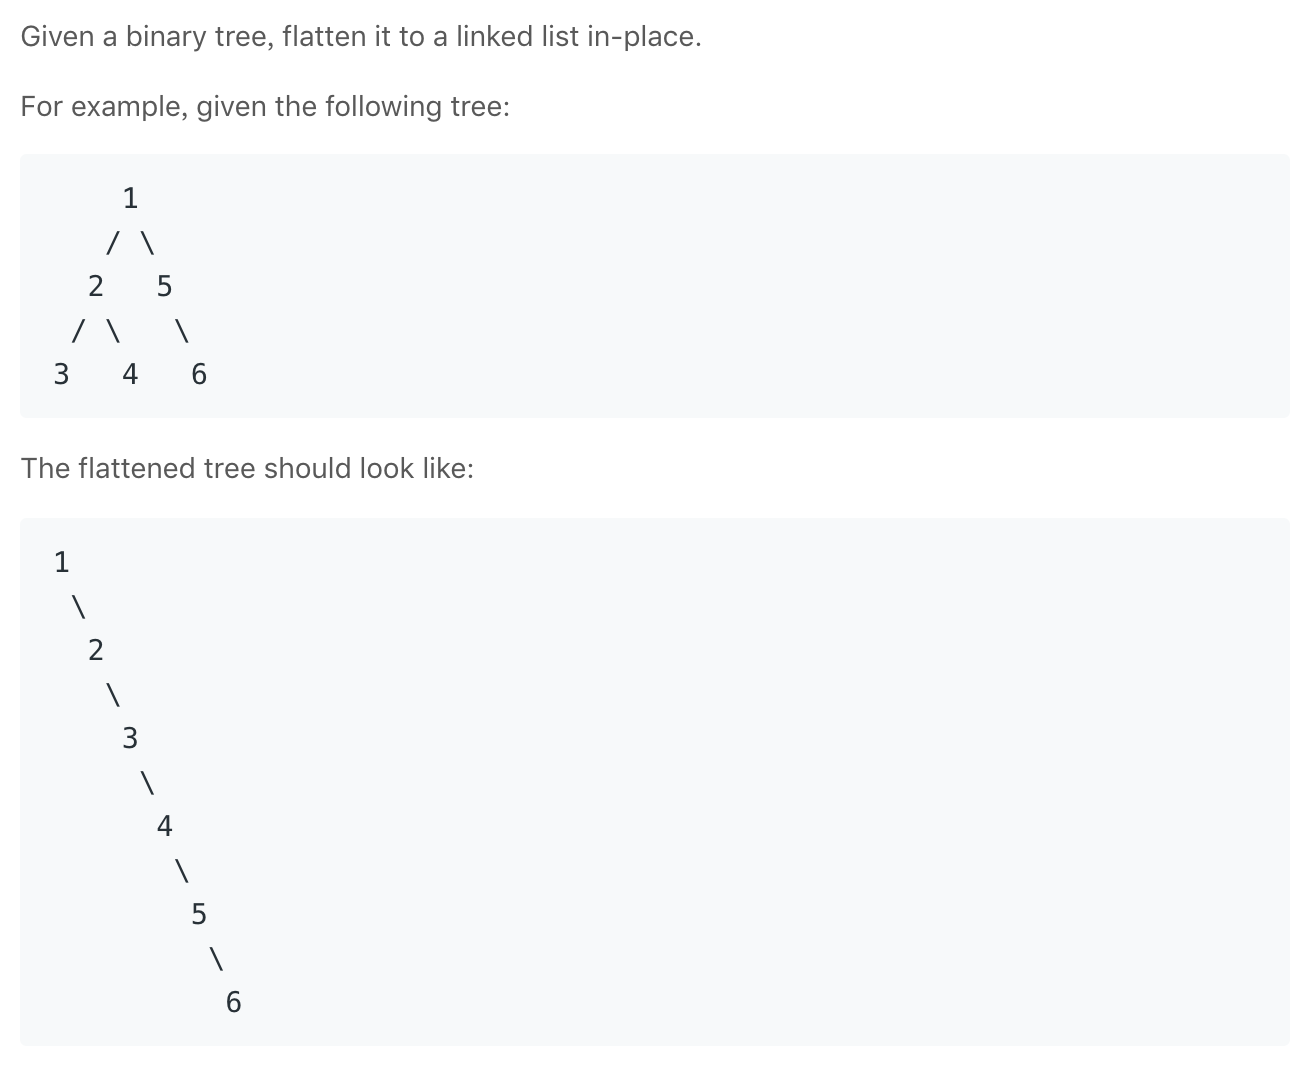 Given a binary tree, flatten it to a linked list in-place.
For example, given the following tree:
    1
   / \
  2   5
 / \   \
3   4   6
The flattened tree should look like:
1
 \
  2
   \
    3
     \
      4
       \
        5
         \
          6